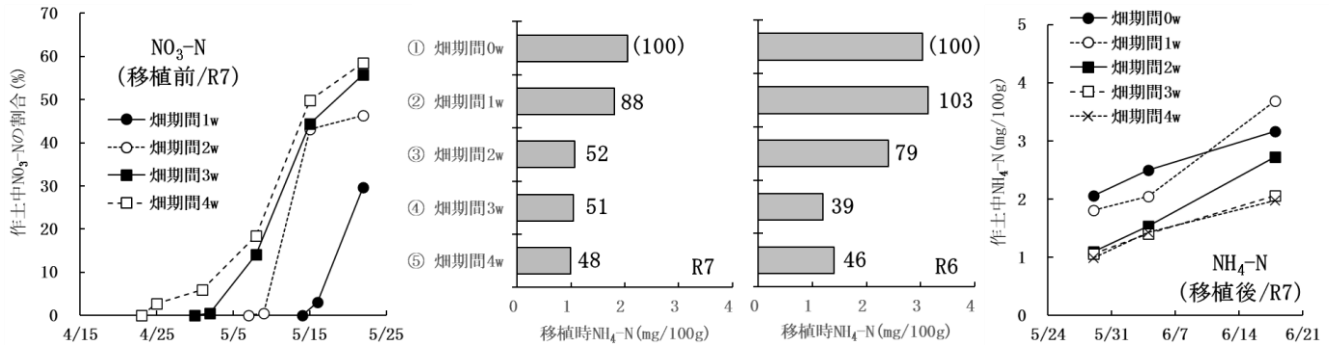 作土中NO₃-Nの割合(%)
70
60
50
40
30
20
10
0
NO₃-N
(移植前/R7)
畑期間1w
畑期間2w
畑期間3w
畑期間4w
4/15 4/25 5/5 5/15 5/25
① 畑期間0w
② 畑期間1w
③ 畑期間2w
④ 畑期間3w
⑤ 畑期間4w
(100)
88
52
51
48
R7
0 1 2 3 4
移植時NH₄-N(mg/100g)
(100)
103
79
39
46
R6
0 1 2 3 4
移植時NH₄-N(mg/100g)
作土中NH₄-N(mg/100g)
5
4
3
2
1
0
畑期間0w
畑期間1w
畑期間2w
畑期間3w
畑期間4w
NH₄-N
(移植後/R7)
5/24 5/31 6/7 6/14 6/21